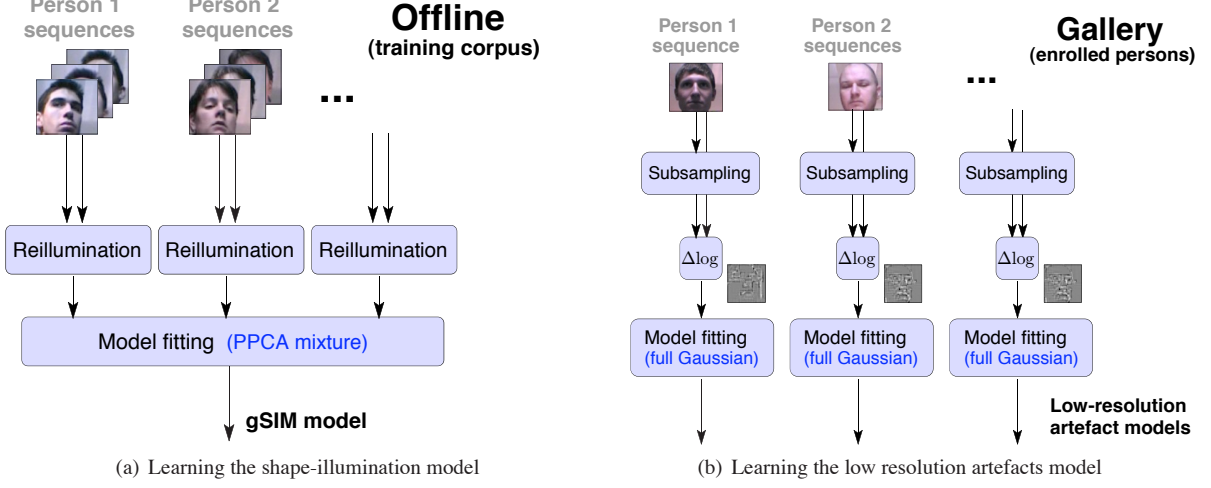 Person 1
sequences
Person 2
sequences
Offline
(training corpus)
...
Reillumination
Reillumination
Reillumination
Model fitting (PPCA mixture)
gSIM model
(a) Learning the shape-illumination model
Person 1
sequence
Person 2
sequences
Gallery
(enrolled persons)
...
Subsampling
Subsampling
Subsampling
Δlog
Δlog
Δlog
Model fitting
(full Gaussian)
Model fitting
(full Gaussian)
Model fitting
(full Gaussian)
Low-resolution
artefact models
(b) Learning the low resolution artefacts model